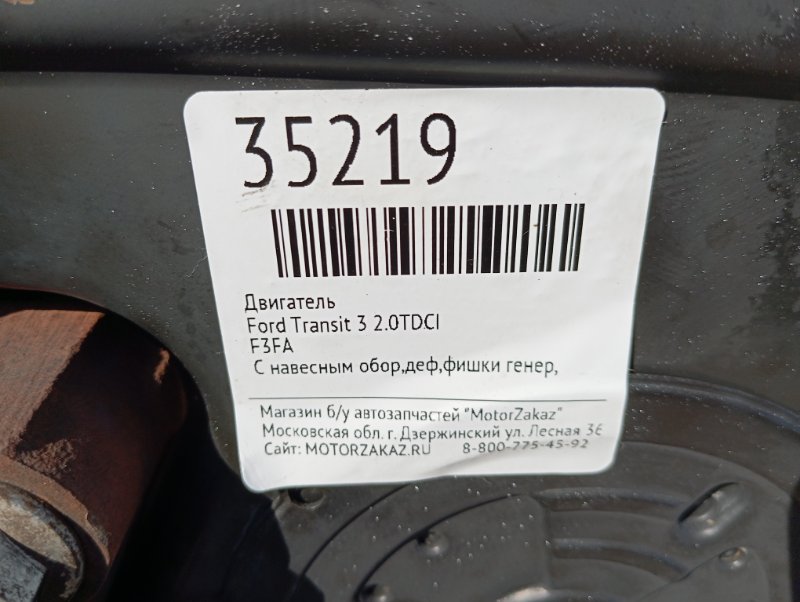 35219
Двигатель
Ford Transit 3 2.0TDCI
F3FA
С навесным обор,деф,фишки генер,
Магазин б/у автозапчастей "MotorZakaz"
Московская обл. г. Дзержинский ул. Лесная 36
Сайт: MOTORZAKAZ.RU 8-800-775-45-92